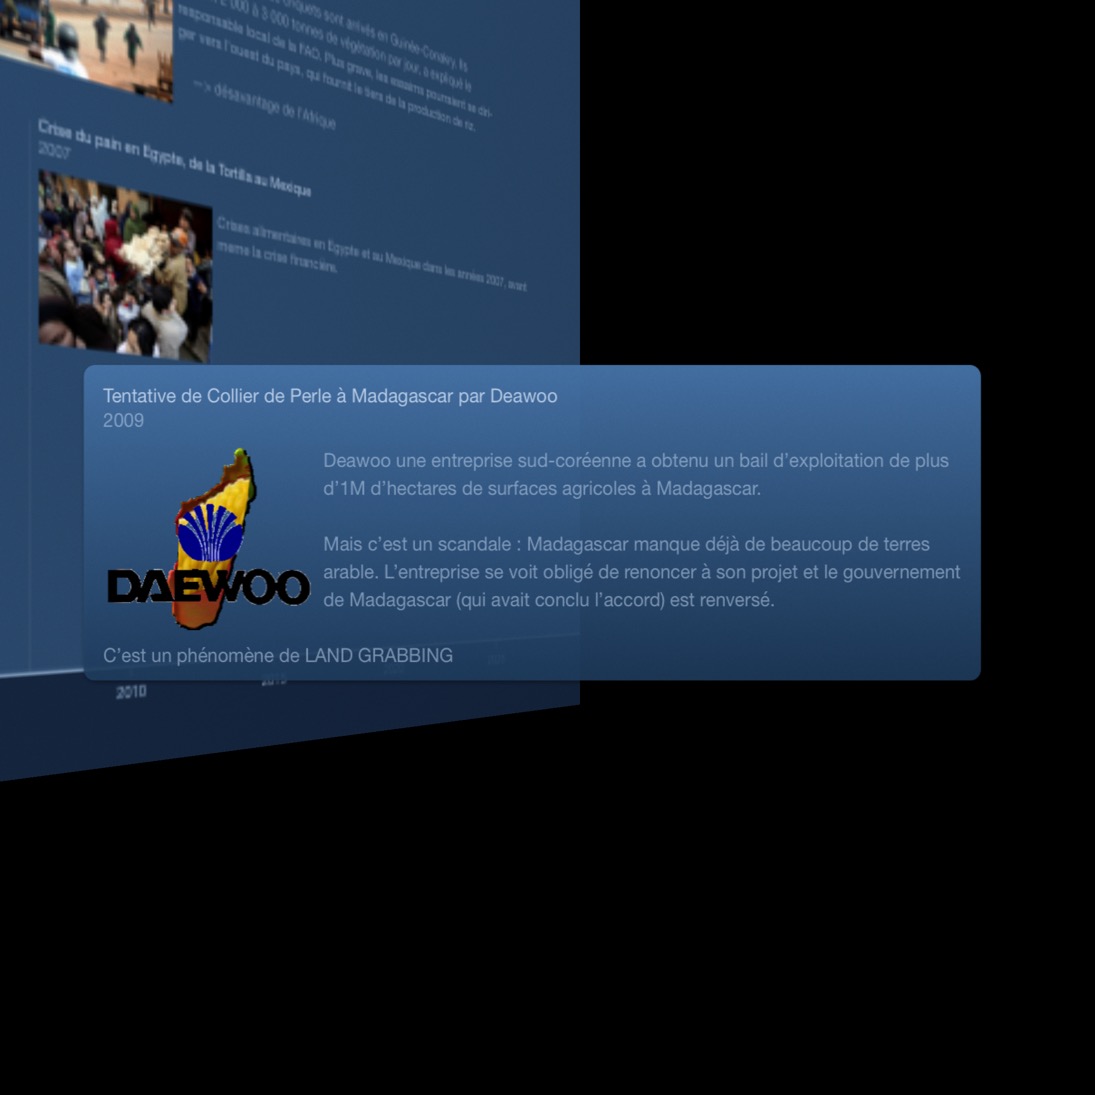 criquets sont arrivés en Guinée-Conakry. Ils
2 000 à 3 000 tonnes de végétation par jour, a expliqué le
responsable local de la FAO. Plus grave, les essaims pourraient se diri-
ger vers l'ouest du pays, qui fournit le tiers de la production de riz.
--> désavantage de l'Afrique
Crise du pain en Egypte, de la Tortilla au Mexique
2007
Crises alimentaires en Egypte et au Mexique dans les années 2007, avant
meme la crise financière.
Tentative de Collier de Perle à Madagascar par Deawoo
2009
Deawoo une entreprise sud-coréenne a obtenu un bail d'exploitation de plus
d'1M d'hectares de surfaces agricoles à Madagascar.
Mais c'est un scandale : Madagascar manque déjà de beaucoup de terres
arable. L'entreprise se voit obligé de renoncer à son projet et le gouvernement
de Madagascar (qui avait conclu l'accord) est renversé.
DAEWOO
C'est un phénomène de LAND GRABBING
2010